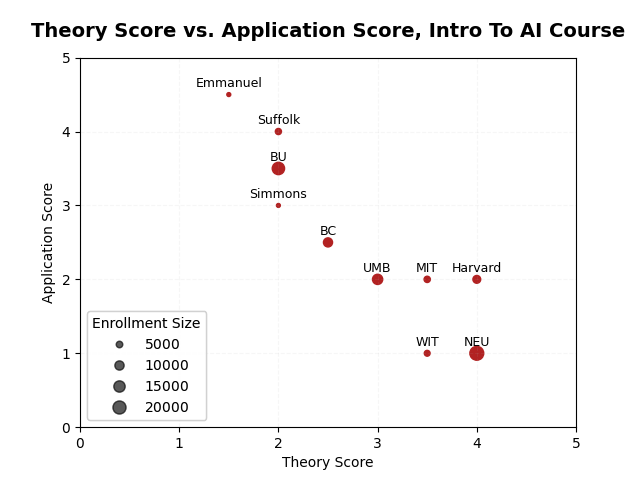 Theory Score vs. Application Score, Intro To AI Course
5
Emmanuel
4
Suffolk
BU
3
Simmons
BC
2
UMB
MIT
Harvard
1
WIT
NEU
0
Application Score
Enrollment Size
5000
10000
15000
20000
0 1 2 3 4 5
Theory Score